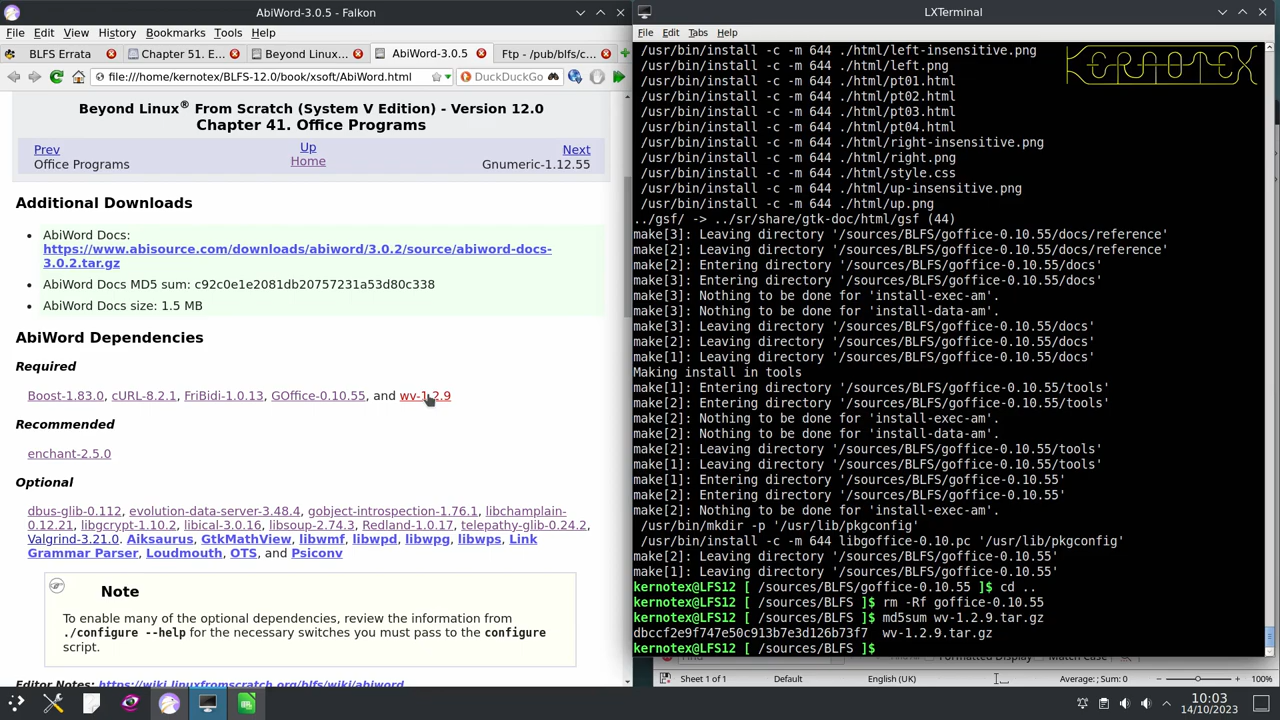 AbiWord-3.0.5 - Falkon
File Edit View History Bookmarks Tools Help
BLFS Errata
Chapter 51. E...
Beyond Linux...
AbiWord-3.0.5
Ftp - /pub/blfs/c...
file:///home/kernotex/BLFS-12.0/book/xsoft/AbiWord.html
DuckDuckGo
Beyond Linux® From Scratch (System V Edition) - Version 12.0
Chapter 41. Office Programs
Prev
Up
Next
Office Programs
Home
Gnumeric-1.12.55
Additional Downloads
AbiWord Docs:
https://www.abisource.com/downloads/abiword/3.0.2/source/abiword-docs-
3.0.2.tar.gz
AbiWord Docs MD5 sum: c92c0e1e2081db20757231a53d80c338
AbiWord Docs size: 1.5 MB
AbiWord Dependencies
Required
Boost-1.83.0, cURL-8.2.1, FriBidi-1.0.13, GOffice-0.10.55, and wv-1.2.9
Recommended
enchant-2.5.0
Optional
dbus-glib-0.112, evolution-data-server-3.48.4, gobject-introspection-1.76.1, libchamplain-
0.12.21, libgcrypt-1.10.2, libical-3.0.16, libsoup-2.74.3, Redland-1.0.17, telepathy-glib-0.24.2,
Valgrind-3.21.0, Aiksaurus, GtkMathView, libwmf, libwpd, libwpg, libwps, Link
Grammar Parser, Loudmouth, OTS, and Psiconv
Note
To enable many of the optional dependencies, review the information from
./configure --help for the necessary switches you must pass to the configure
script.
Editor Notes: https://wiki.linuxfromscratch.org/blfs/wiki/abiword
LXTerminal
File Edit Tabs Help
KERNOTEX
/usr/bin/install -c -m 644 ./html/left-insensitive.png
/usr/bin/install -c -m 644 ./html/left.png
/usr/bin/install -c -m 644 ./html/pt01.html
/usr/bin/install -c -m 644 ./html/pt02.html
/usr/bin/install -c -m 644 ./html/pt03.html
/usr/bin/install -c -m 644 ./html/pt04.html
/usr/bin/install -c -m 644 ./html/right-insensitive.png
/usr/bin/install -c -m 644 ./html/right.png
/usr/bin/install -c -m 644 ./html/style.css
/usr/bin/install -c -m 644 ./html/up-insensitive.png
/usr/bin/install -c -m 644 ./html/up.png
../gsf/ -> ../sr/share/gtk-doc/html/gsf (44)
make[3]: Leaving directory '/sources/BLFS/goffice-0.10.55/docs/reference'
make[2]: Leaving directory '/sources/BLFS/goffice-0.10.55/docs/reference'
make[2]: Entering directory '/sources/BLFS/goffice-0.10.55/docs'
make[3]: Entering directory '/sources/BLFS/goffice-0.10.55/docs'
make[3]: Nothing to be done for 'install-exec-am'.
make[3]: Nothing to be done for 'install-data-am'.
make[3]: Leaving directory '/sources/BLFS/goffice-0.10.55/docs'
make[2]: Leaving directory '/sources/BLFS/goffice-0.10.55/docs'
make[1]: Leaving directory '/sources/BLFS/goffice-0.10.55/docs'
Making install in tools
make[1]: Entering directory '/sources/BLFS/goffice-0.10.55/tools'
make[2]: Entering directory '/sources/BLFS/goffice-0.10.55/tools'
make[2]: Nothing to be done for 'install-exec-am'.
make[2]: Nothing to be done for 'install-data-am'.
make[2]: Leaving directory '/sources/BLFS/goffice-0.10.55/tools'
make[1]: Leaving directory '/sources/BLFS/goffice-0.10.55/tools'
make[1]: Entering directory '/sources/BLFS/goffice-0.10.55'
make[2]: Entering directory '/sources/BLFS/goffice-0.10.55'
make[2]: Nothing to be done for 'install-exec-am'.
/usr/bin/mkdir -p '/usr/lib/pkgconfig'
/usr/bin/install -c -m 644 libgoffice-0.10.pc '/usr/lib/pkgconfig'
make[2]: Leaving directory '/sources/BLFS/goffice-0.10.55'
make[1]: Leaving directory '/sources/BLFS/goffice-0.10.55'
kernotex@LFS12 [ /sources/BLFS/goffice-0.10.55 ]$ cd ..
kernotex@LFS12 [ /sources/BLFS ]$ rm -Rf goffice-0.10.55
kernotex@LFS12 [ /sources/BLFS ]$ md5sum wv-1.2.9.tar.gz
dbccf2e9f747e50c913b7e3d126b73f7 wv-1.2.9.tar.gz
kernotex@LFS12 [ /sources/BLFS ]$
Sheet 1 of 1 Default English (UK) Average: ; Sum: 0 100%
10:03
14/10/2023